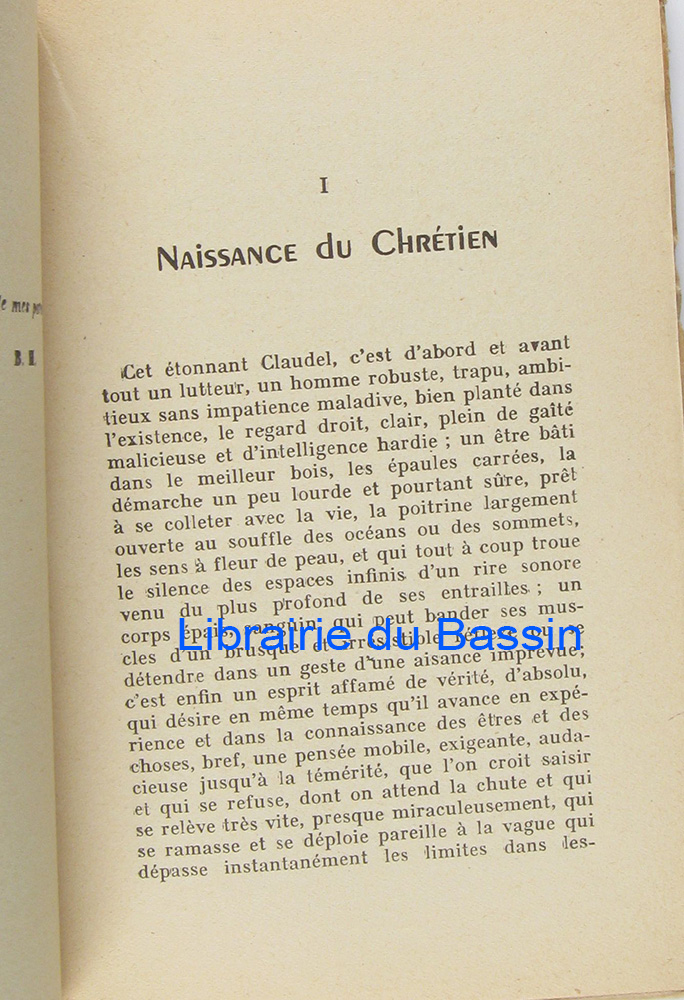 I
Naissance du Chrétien
B.
Cet étonnant Claudel, c'est d'abord et avant
tout un lutteur, un homme robuste, trapu, ambi-
tieux sans impatience maladive, bien planté dans
l'existence, le regard droit, clair, plein de gaîté
malicieuse et d'intelligence hardie ; un être bâti
dans le meilleur bois, les épaules carrées, la
démarche un peu lourde et pourtant sûre, prêt
à se colleter avec la vie, la poitrine largement
ouverte au souffle des océans ou des sommets,
les sens à fleur de peau, et qui tout à coup troue
le silence des espaces infinis d'un rire sonore
venu du plus profond de ses entrailles ; un
corps épais, sanguin, qui peut bander ses mus-
Librairie du Bassin
cles d'un brusque et irrésistible
détendre dans un geste d'une aisance imprévue;
c'est enfin un esprit affamé de vérité, d'absolu,
qui désire en même temps qu'il avance en expé-
rience et dans la connaissance des êtres et des
choses, bref, une pensée mobile, exigeante, auda-
cieuse jusqu'à la témérité, que l'on croit saisir
et qui se refuse, dont on attend la chute et qui
se relève très vite, presque miraculeusement, qui
se ramasse et se déploie pareille à la vague qui
dépasse instantanément les limites dans les-